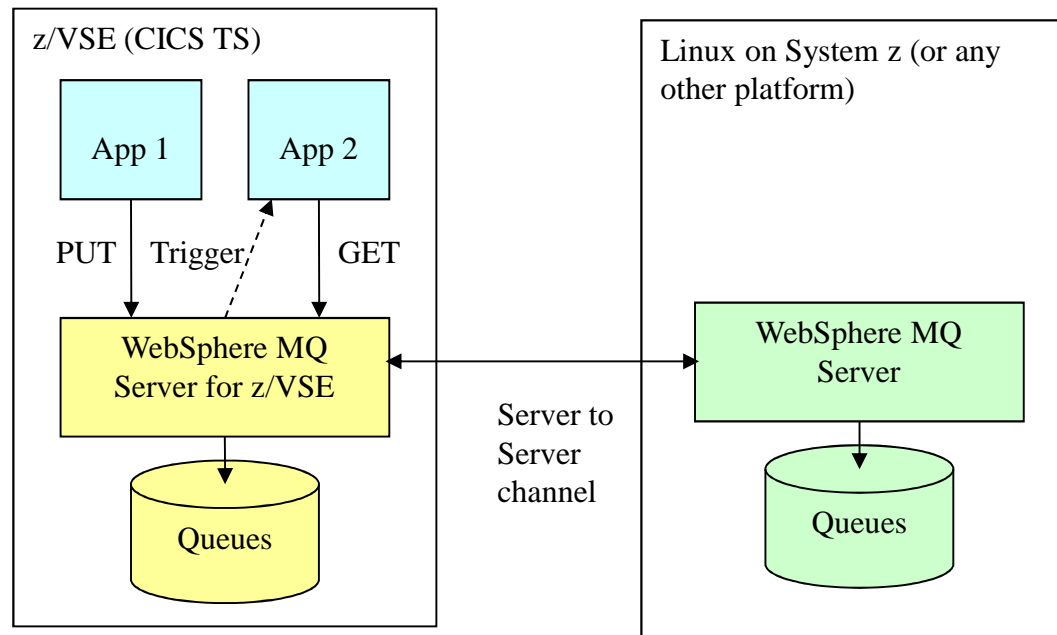 z/VSE (CICS TS)
App 1
App 2
PUT
Trigger
GET
WebSphere MQ
Server for z/VSE
Queues
Server to
Server
channel
Linux on System z (or any
other platform)
WebSphere MQ
Server
Queues